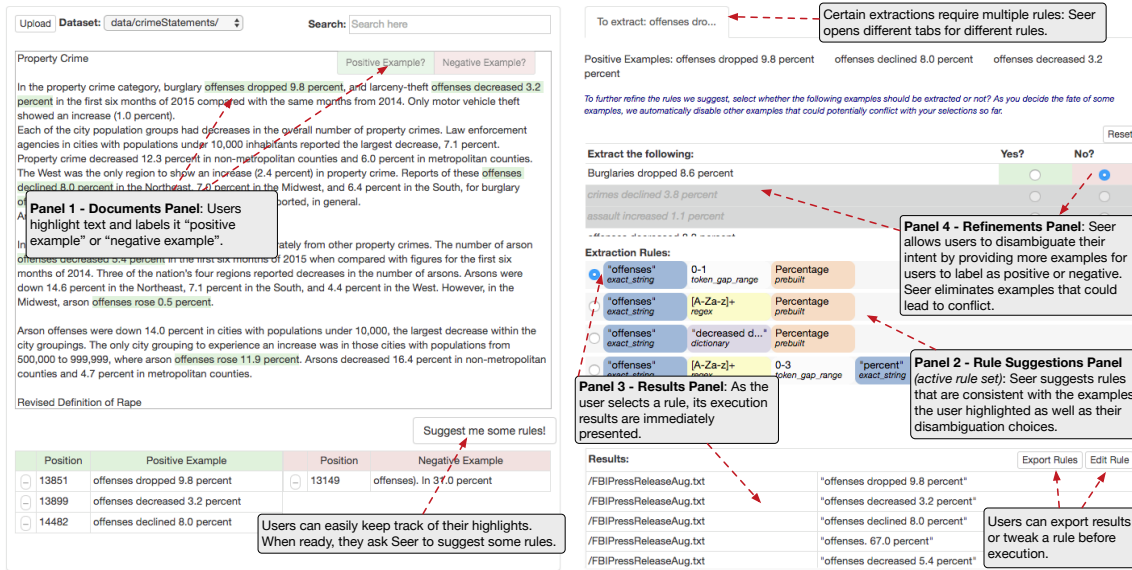 Upload Dataset: data/crimeStatements/ Search: Search here
Property Crime
Positive Example? Negative Example?
In the property crime category, burglary offenses dropped 9.8 percent, and larceny-theft offenses decreased 3.2
percent in the first six months of 2015 compared with the same months from 2014. Only motor vehicle theft
showed an increase (1.0 percent).
Each of the city population groups had decreases in the overall number of property crimes. Law enforcement
agencies in cities with populations under 10,000 inhabitants reported the largest decrease, 7.1 percent.
Property crime decreased 12.3 percent in non-metropolitan counties and 6.0 percent in metropolitan counties.
The West was the only region to show an increase (2.4 percent) in property crime. Reports of these offenses
declined 8.0 percent in the Northeast, 7.0 percent in the Midwest, and 6.4 percent in the South, for burglary
ported, in general.
Panel 1 - Documents Panel: Users
highlight text and labels it “positive
example” or “negative example”.
In rately from other property crimes. The number of arson
offenses decreased 5.4 percent in the first six months of 2015 when compared with figures for the first six
months of 2014. Three of the nation's four regions reported decreases in the number of arsons. Arsons were
down 14.6 percent in the Northeast, 7.1 percent in the South, and 4.4 percent in the West. However, in the
Midwest, arson offenses rose 0.5 percent.
Arson offenses were down 14.0 percent in cities with populations under 10,000, the largest decrease within the
city groupings. The only city grouping to experience an increase was in those cities with populations from
500,000 to 999,999, where arson offenses rose 11.9 percent. Arsons decreased 16.4 percent in non-metropolitan
counties and 4.7 percent in metropolitan counties.
Revised Definition of Rape
Suggest me some rules!
Position Positive Example Position Negative Example
13851 offenses dropped 9.8 percent 13149 offenses). In 31.0 percent
13899 offenses decreased 3.2 percent
14482 offenses declined 8.0 percent
Users can easily keep track of their highlights.
When ready, they ask Seer to suggest some rules.
To extract: offenses dro...
Certain extractions require multiple rules: Seer
opens different tabs for different rules.
Positive Examples: offenses dropped 9.8 percent offenses declined 8.0 percent offenses decreased 3.2
percent
To further refine the rules we suggest, select whether the following examples should be extracted or not? As you decide the fate of some
examples, we automatically disable other examples that could potentially conflict with your selections so far.
Reset
Extract the following: Yes? No?
Burglaries dropped 8.6 percent
crimes declined 3.8 percent
assault increased 1.1 percent
Panel 4 - Refinements Panel: Seer
allows users to disambiguate their
intent by providing more examples for
users to label as positive or negative.
Seer eliminates examples that could
lead to conflict.
Extraction Rules:
"offenses" 0-1 Percentage
exact_string token_gap_range prebuilt
"offenses" [A-Za-z]+ Percentage
exact_string regex prebuilt
"offenses" "decreased d..." Percentage
exact_string dictionary prebuilt
"offenses" [A-Za-z]+ 0-3 "percent"
exact_string regex token_gap_range exact_string
Panel 2 - Rule Suggestions Panel
(active rule set): Seer suggests rules
that are consistent with the examples
the user highlighted as well as their
disambiguation choices.
Panel 3 - Results Panel: As the
user selects a rule, its execution
results are immediately
presented.
Results: Export Rules Edit Rule
/FBIPressReleaseAug.txt "offenses dropped 9.8 percent"
/FBIPressReleaseAug.txt "offenses decreased 3.2 percent"
/FBIPressReleaseAug.txt "offenses declined 8.0 percent"
/FBIPressReleaseAug.txt "offenses. 67.0 percent"
/FBIPressReleaseAug.txt "offenses decreased 5.4 percent"
Users can export results
or tweak a rule before
execution.